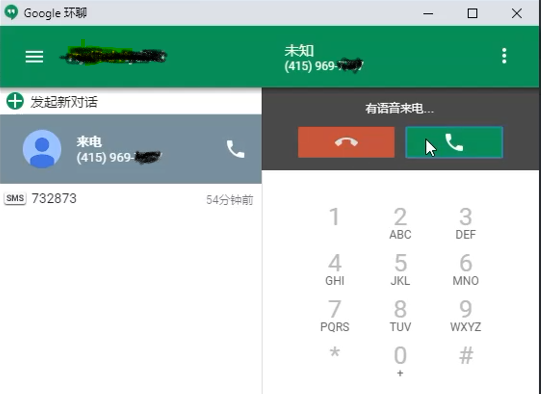 Google 环聊
未知
(415) 969-
发起新对话
来电
(415) 969-
SMS 732873
54分钟前
有语音来电...
1
2
ABC
3
DEF
4
GHI
5
JKL
6
MNO
7
PQRS
8
TUV
9
WXYZ
*
0
+
#